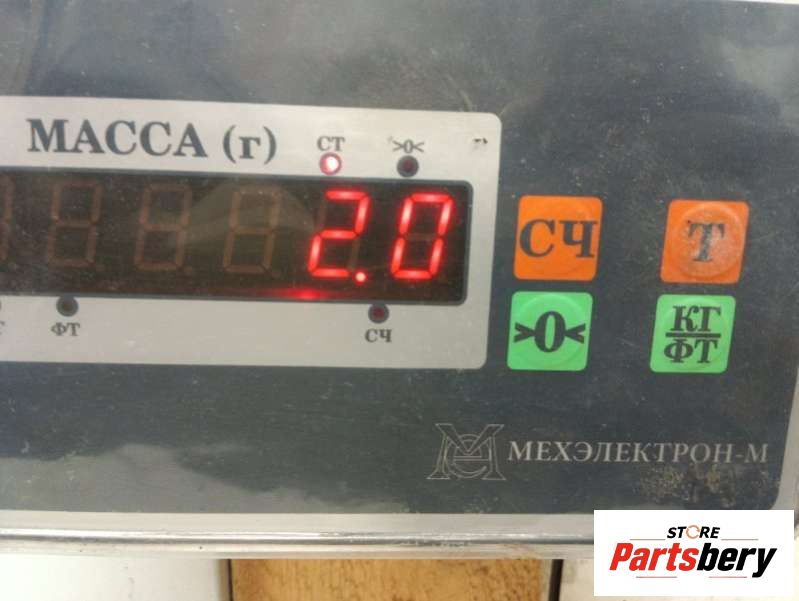 МАССА (г)
СТ
>0<
2.0
СЧ
Т
ФТ
СЧ
>0<
КГ
ФТ
МЕХЭЛЕКТРОН-М
STORE
Partsbery